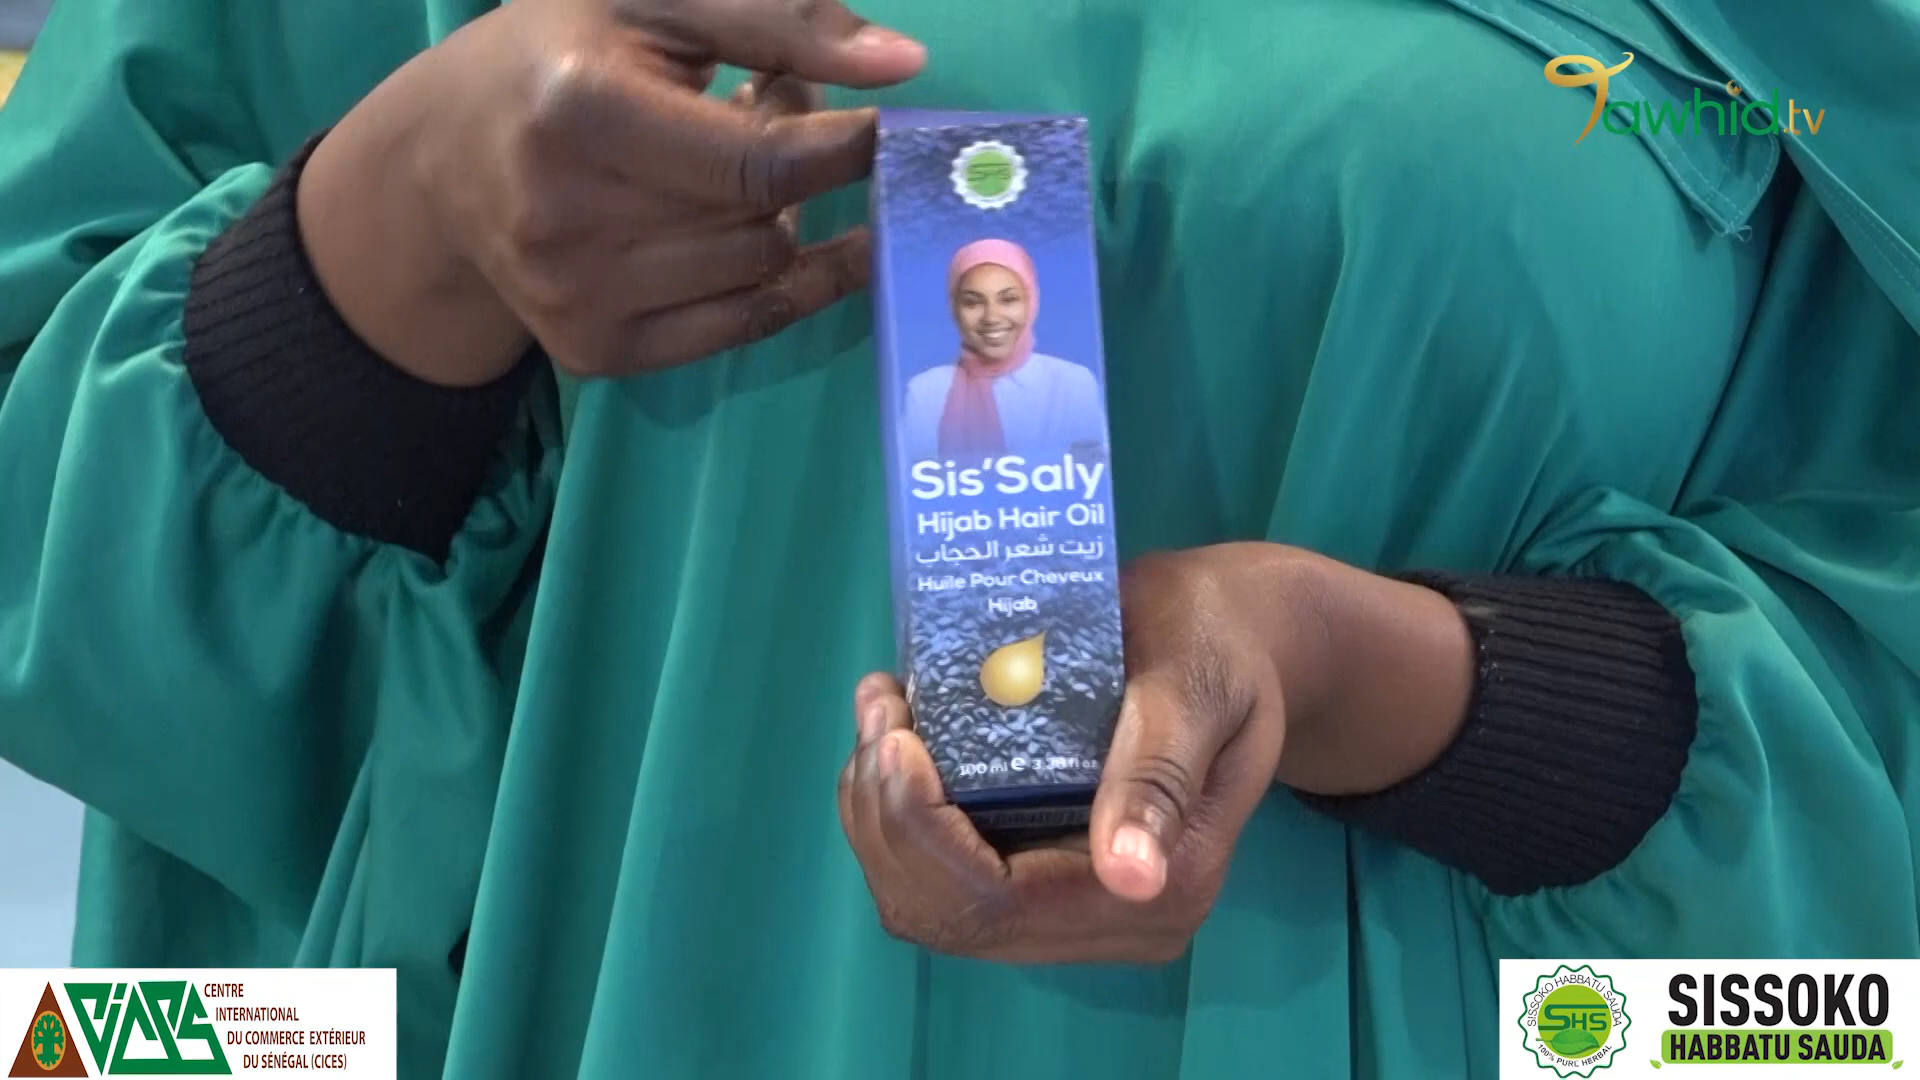 Tawhid.tv
SHS
Sis'Saly
Hijab Hair Oil
زيت شعر الحجاب
Huile Pour Cheveux
Hijab
100 ml e 3.38 fl oz
CICES
CENTRE
INTERNATIONAL
DU COMMERCE EXTÉRIEUR
DU SÉNÉGAL (CICES)
SISSOKO HABBATU SAUDA
SHS
100% PURE HERBAL
SISSOKO
HABBATU SAUDA